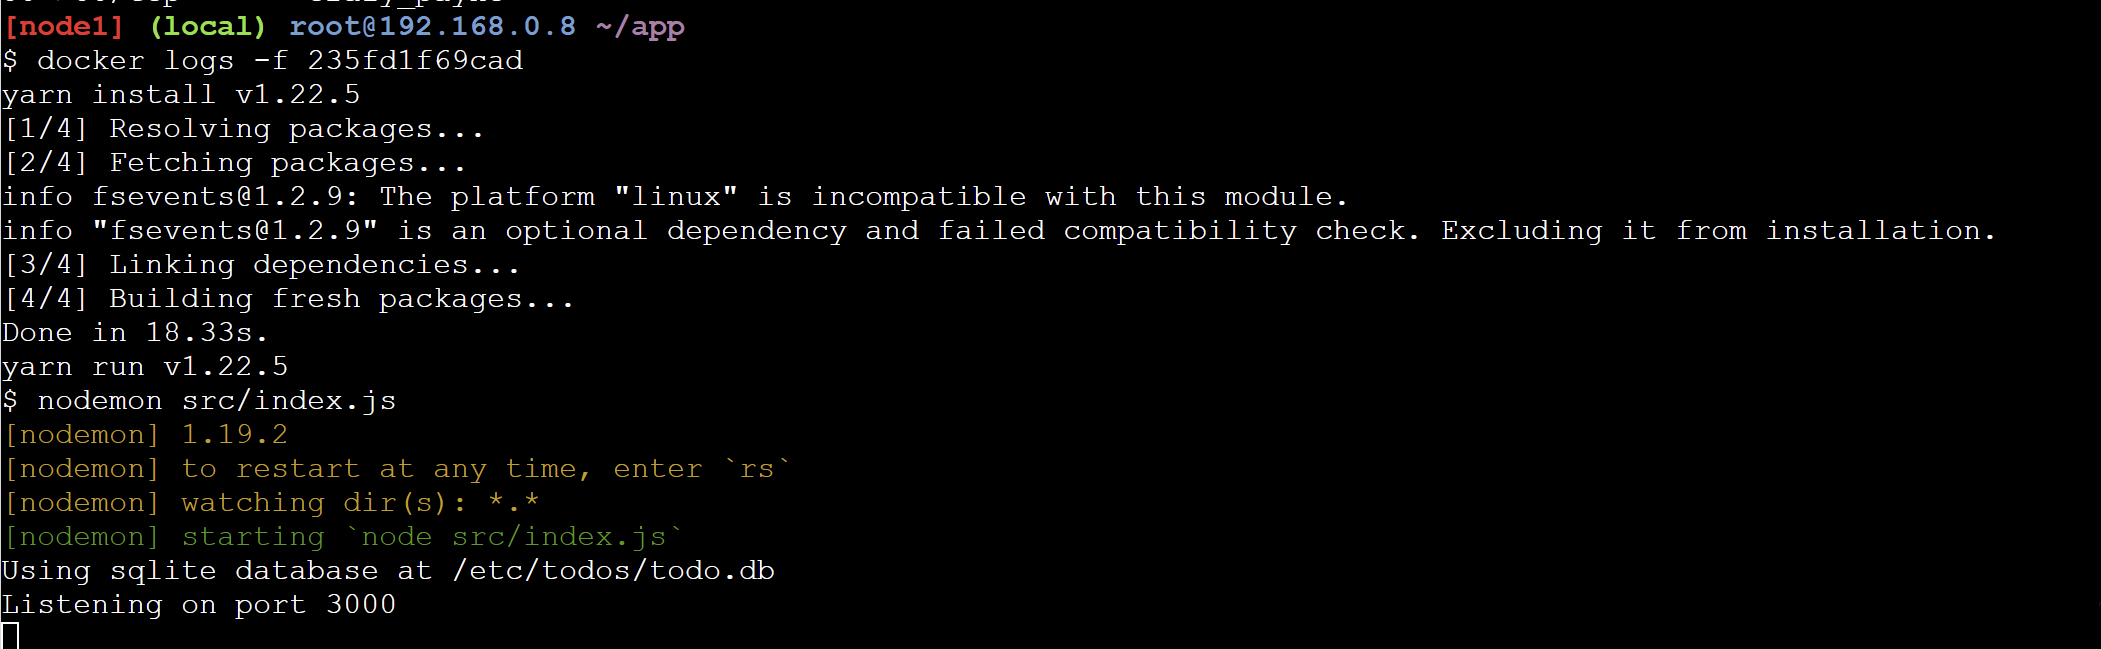 [node1] (local) root@192.168.0.8 ~/app
$ docker logs -f 235fd1f69cad
yarn install v1.22.5
[1/4] Resolving packages...
[2/4] Fetching packages...
info fsevents@1.2.9: The platform "linux" is incompatible with this module.
info "fsevents@1.2.9" is an optional dependency and failed compatibility check. Excluding it from installation.
[3/4] Linking dependencies...
[4/4] Building fresh packages...
Done in 18.33s.
yarn run v1.22.5
$ nodemon src/index.js
[nodemon] 1.19.2
[nodemon] to restart at any time, enter `rs`
[nodemon] watching dir(s): *.*
[nodemon] starting `node src/index.js`
Using sqlite database at /etc/todos/todo.db
Listening on port 3000